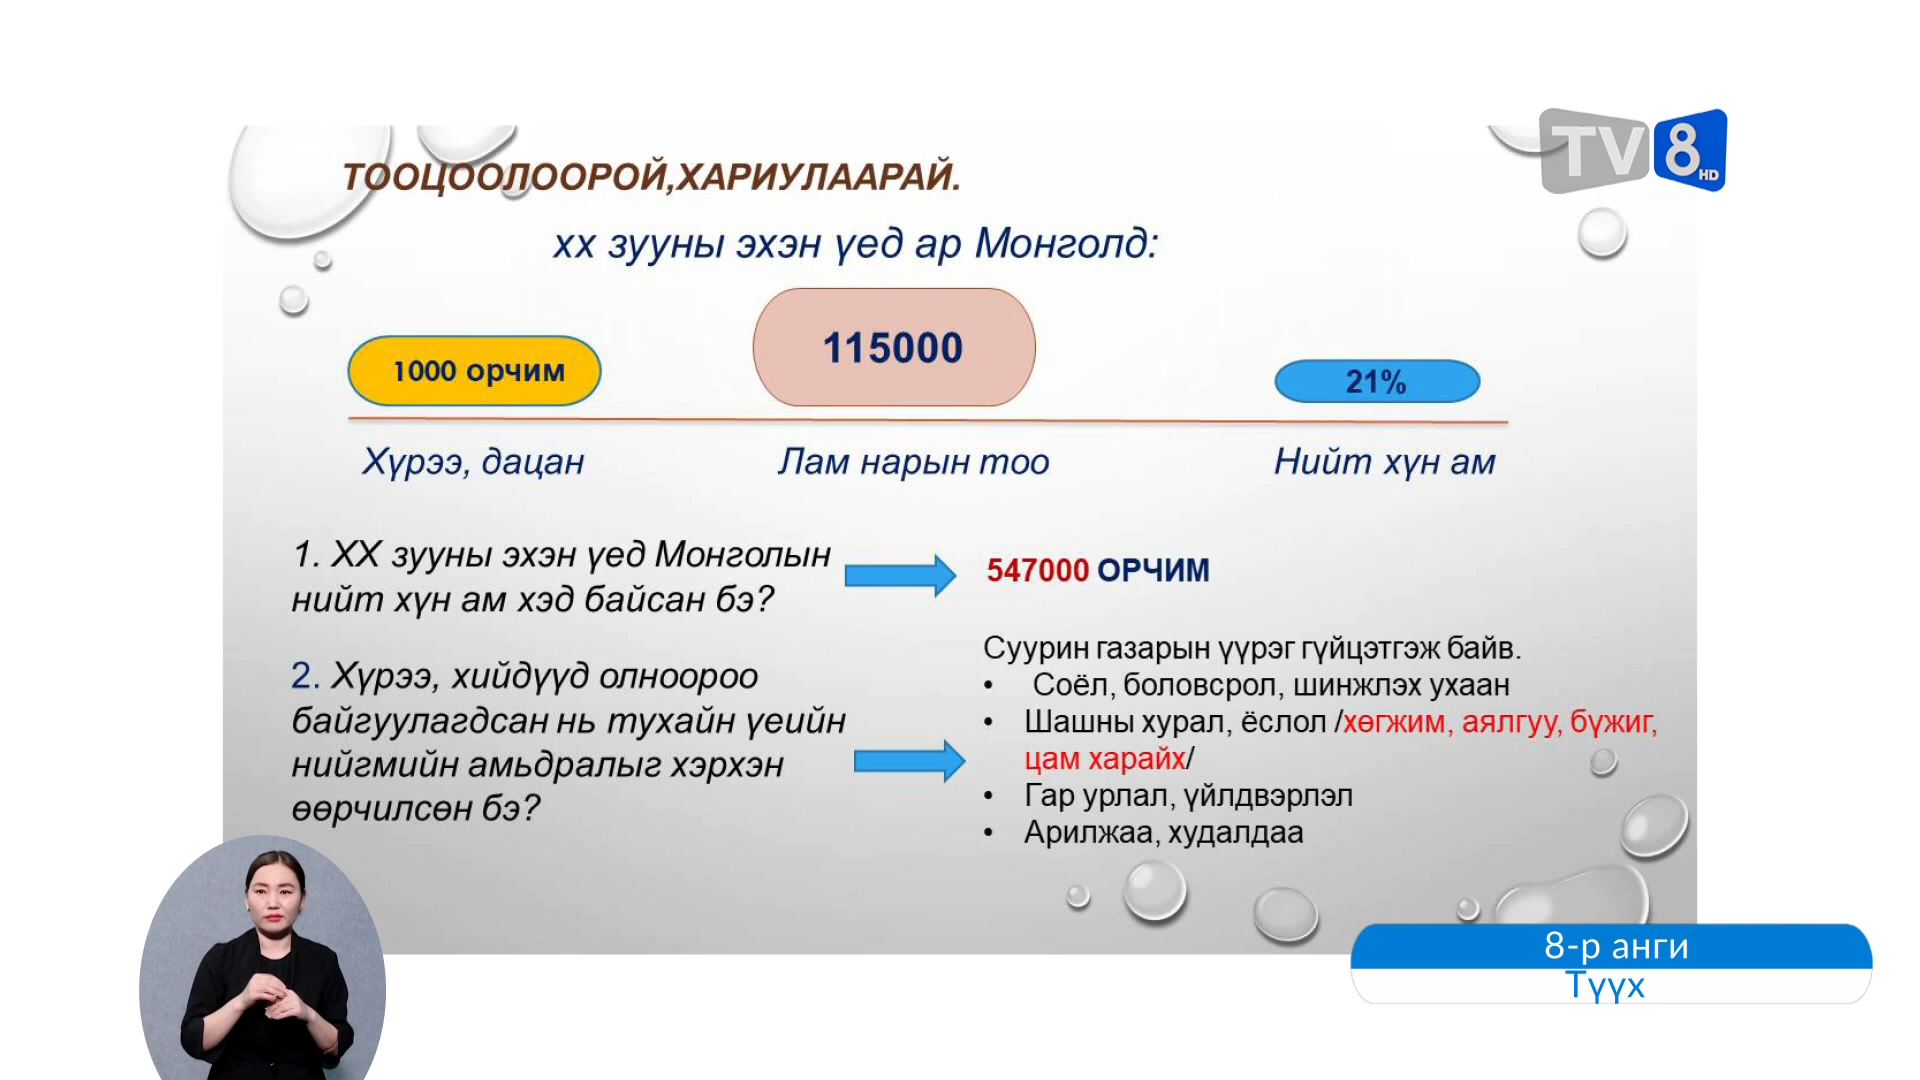 TV8 HD
ТООЦООЛООРОЙ,ХАРИУЛААРАЙ.
хх зууны эхэн үед ар Монголд:
1000 орчим
115000
21%
Хүрээ, дацан
Лам нарын тоо
Нийт хүн ам
1. XX зууны эхэн үед Монголын
нийт хүн ам хэд байсан бэ?
547000 ОРЧИМ
2. Хүрээ, хийдүүд олноороо
байгуулагдсан нь тухайн үеийн
нийгмийн амьдралыг хэрхэн
өөрчилсөн бэ?
Суурин газарын үүрэг гүйцэтгэж байв.
• Соёл, боловсрол, шинжлэх ухаан
• Шашны хурал, ёслол /хөгжим, аялгуу, бүжиг,
цам харайх/
• Гар урлал, үйлдвэрлэл
• Арилжаа, худалдаа
8-р анги
Түүх